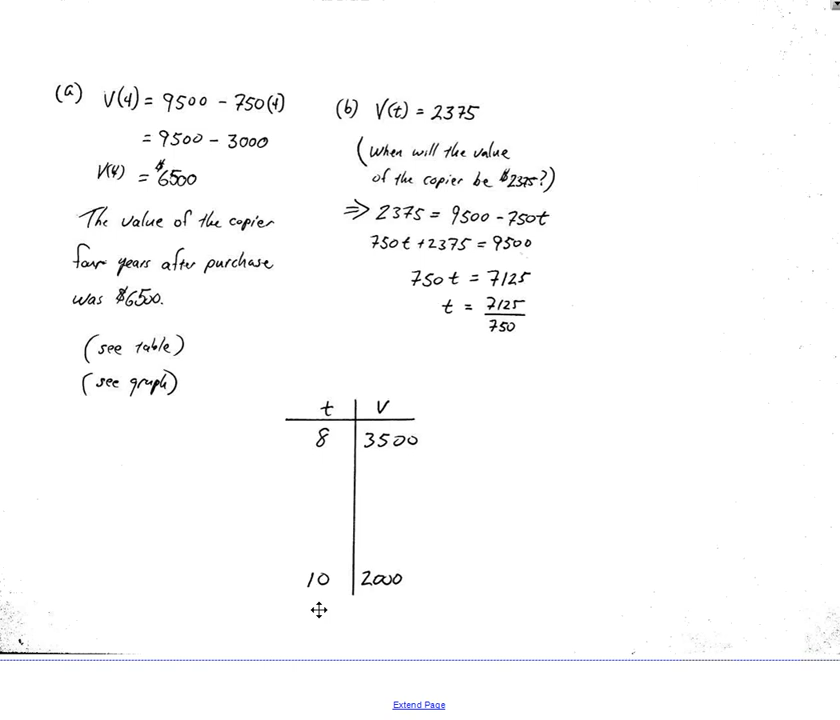 (a) V(4) = 9500 - 750(4)
= 9500 - 3000
V(4) = $6500
The value of the copier
four years after purchase
was $6500.
(see table)
(see graph)
(b) V(t) = 2375
(When will the value
of the copier be $2375?)
⇒ 2375 = 9500 - 750t
750t + 2375 = 9500
750t = 7125
t = 7125/750
t | V
8 | 3500
10 | 2000
Extend Page